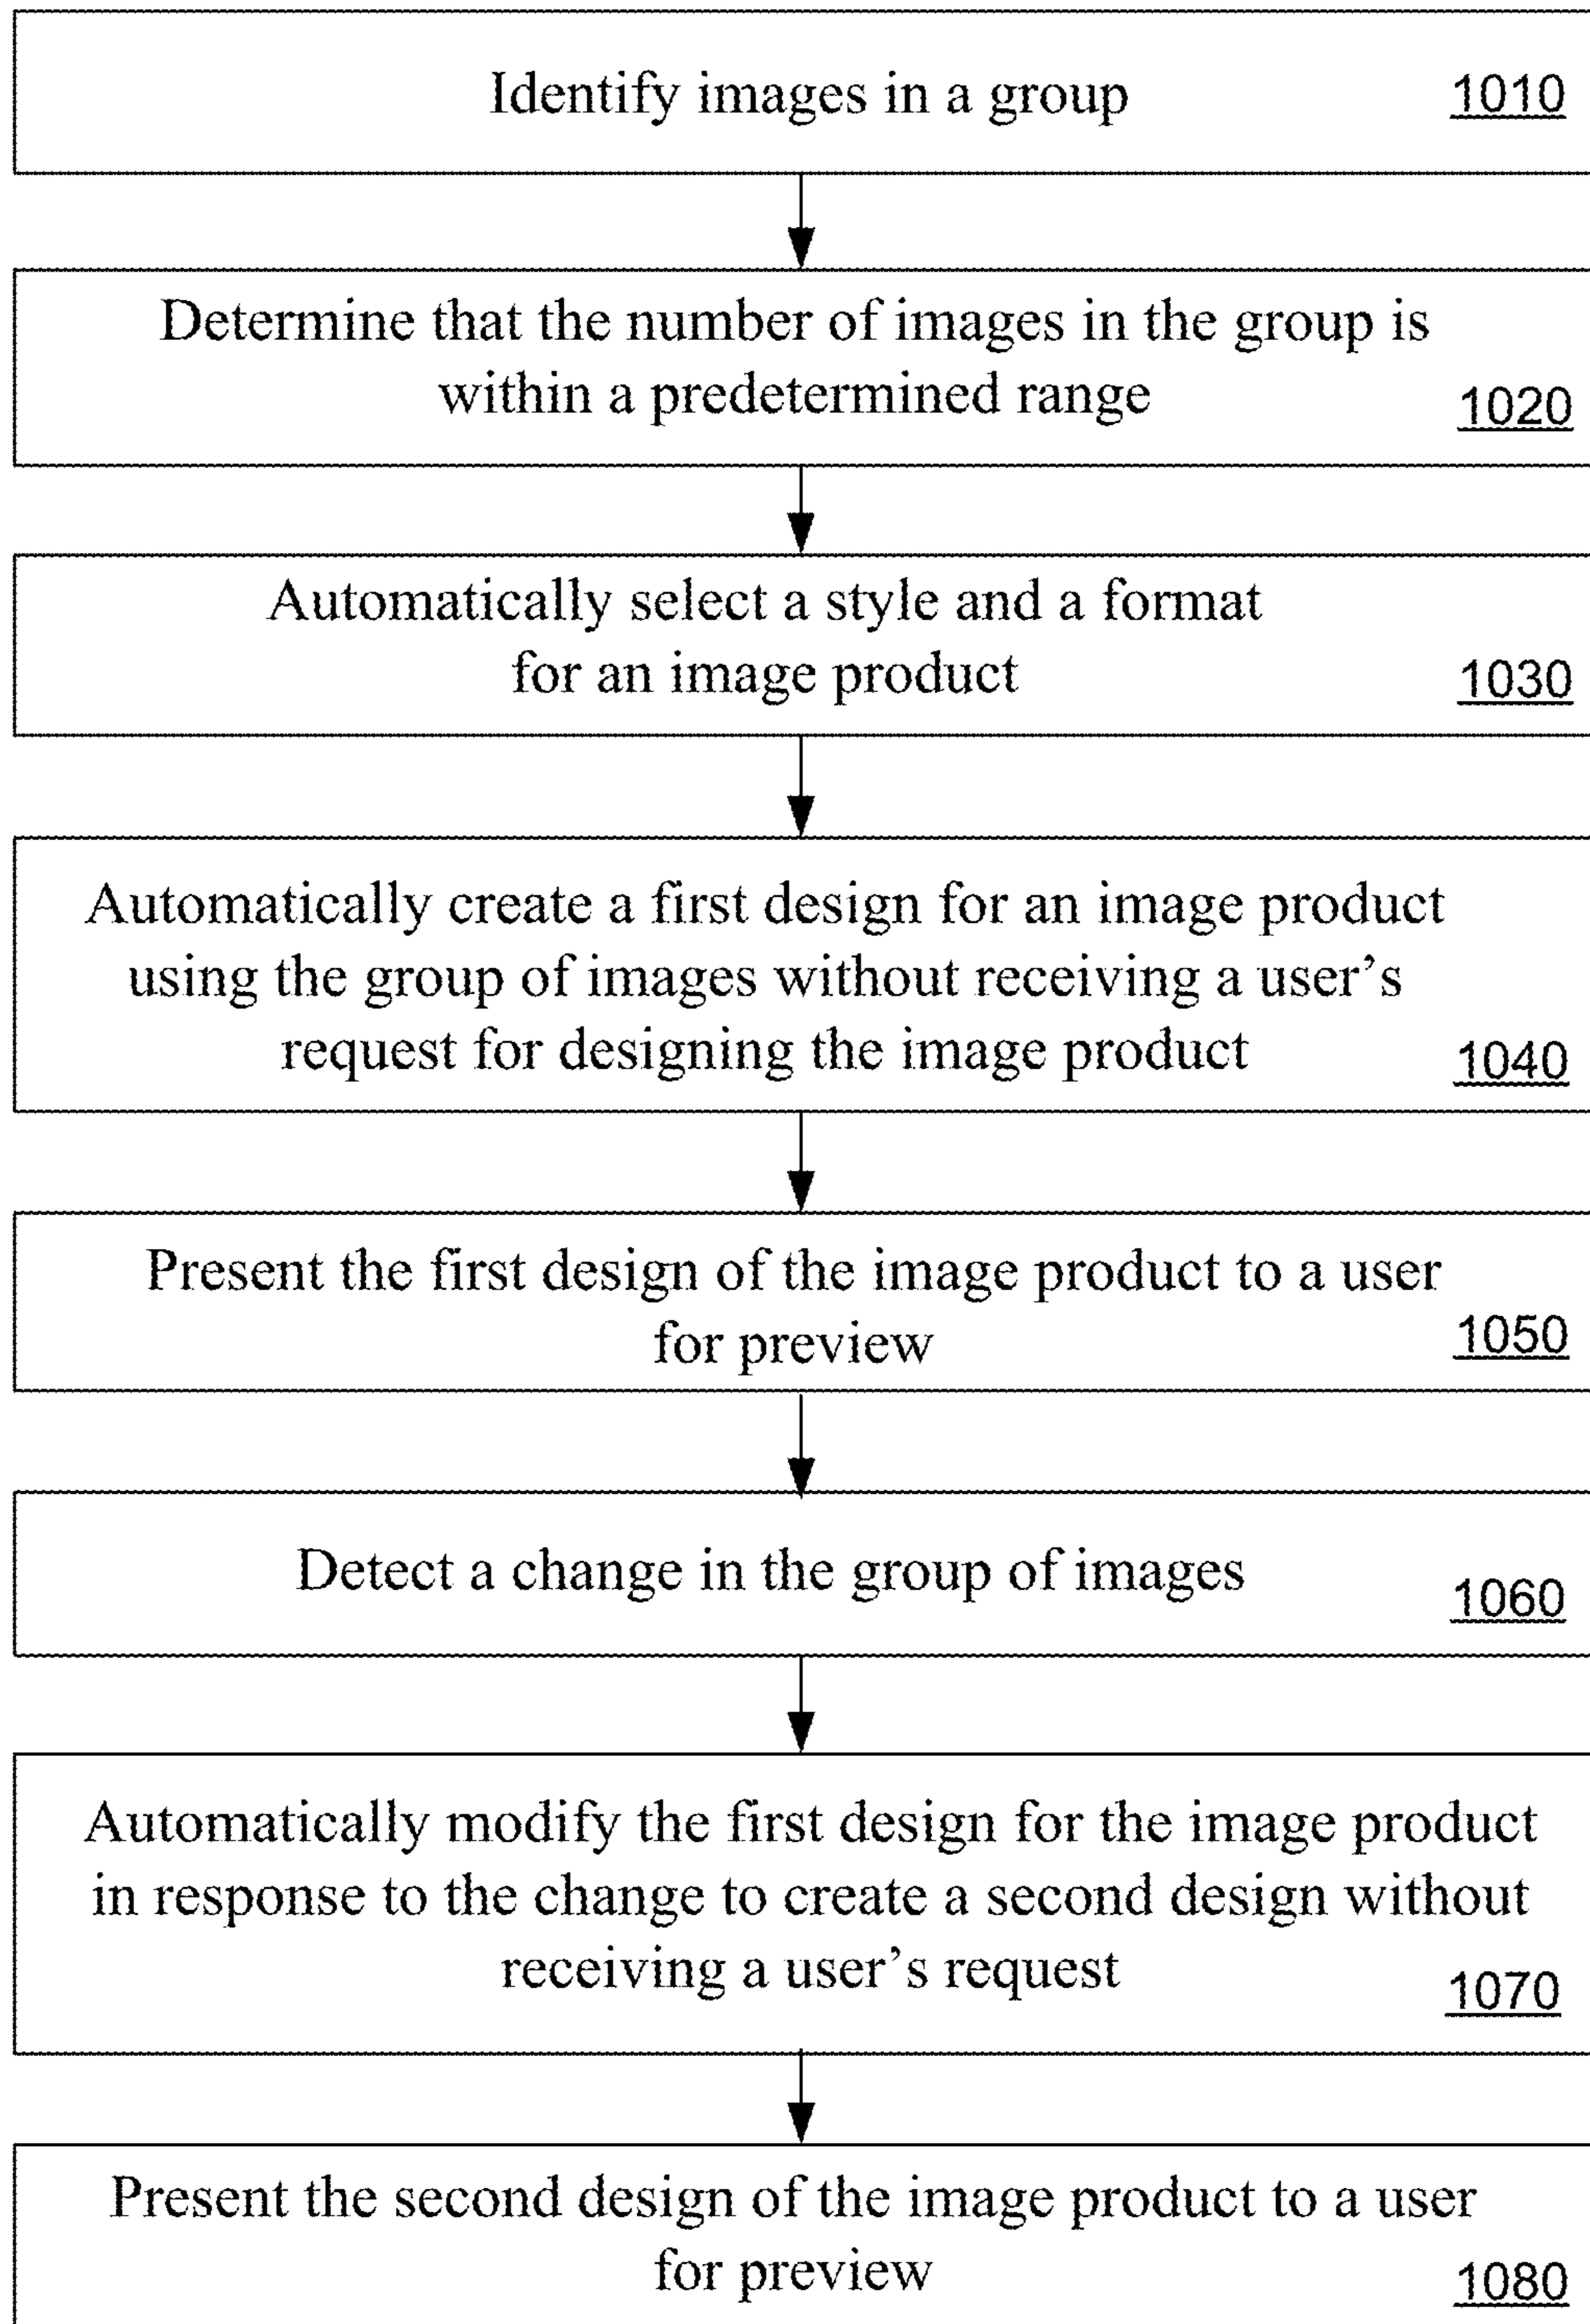 Identify images in a group
1010
Determine that the number of images in the group is
within a predetermined range
1020
Automatically select a style and a format
for an image product
1030
Automatically create a first design for an image product
using the group of images without receiving a user's
request for designing the image product
1040
Present the first design of the image product to a user
for preview
1050
Detect a change in the group of images
1060
Automatically modify the first design for the image product
in response to the change to create a second design without
receiving a user's request
1070
Present the second design of the image product to a user
for preview
1080